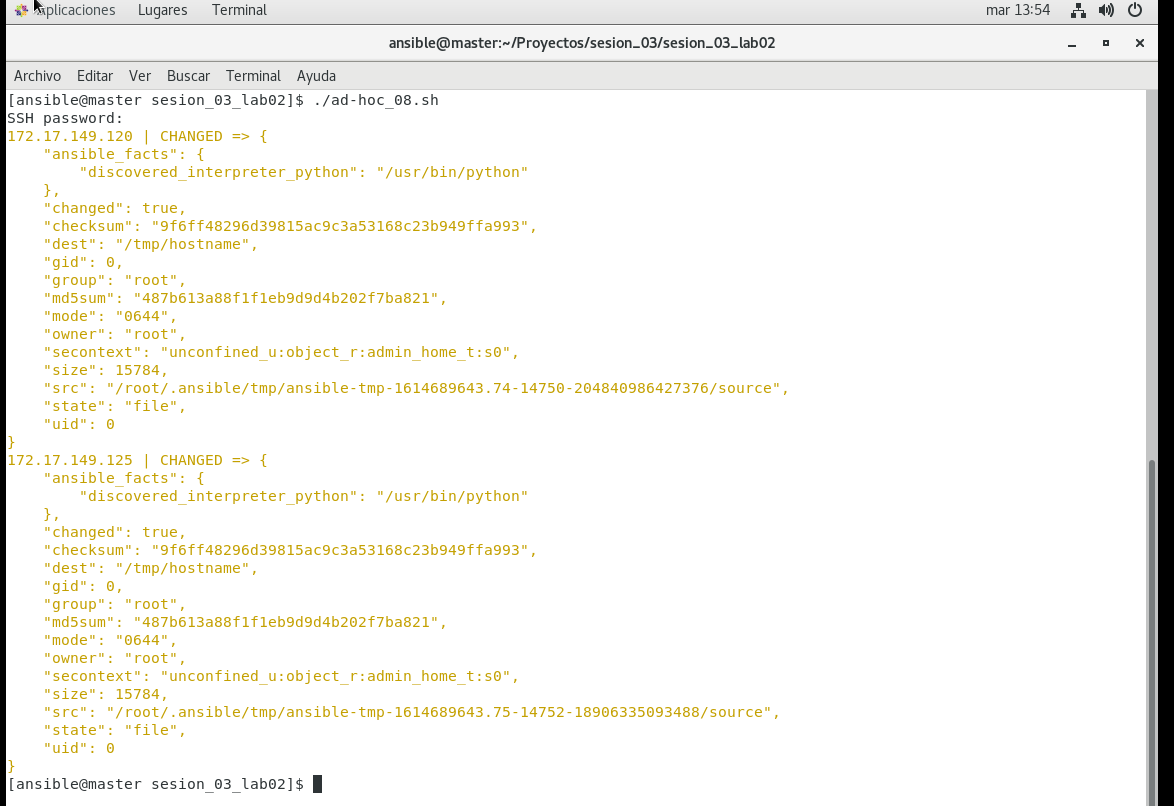 Aplicaciones Lugares Terminal mar 13:54
ansible@master:~/Proyectos/sesion_03/sesion_03_lab02
Archivo Editar Ver Buscar Terminal Ayuda
[ansible@master sesion_03_lab02]$ ./ad-hoc_08.sh
SSH password:
172.17.149.120 | CHANGED => {
    "ansible_facts": {
        "discovered_interpreter_python": "/usr/bin/python"
    },
    "changed": true,
    "checksum": "9f6ff48296d39815ac9c3a53168c23b949ffa993",
    "dest": "/tmp/hostname",
    "gid": 0,
    "group": "root",
    "md5sum": "487b613a88f1f1eb9d9d4b202f7ba821",
    "mode": "0644",
    "owner": "root",
    "secontext": "unconfined_u:object_r:admin_home_t:s0",
    "size": 15784,
    "src": "/root/.ansible/tmp/ansible-tmp-1614689643.74-14750-204840986427376/source",
    "state": "file",
    "uid": 0
}
172.17.149.125 | CHANGED => {
    "ansible_facts": {
        "discovered_interpreter_python": "/usr/bin/python"
    },
    "changed": true,
    "checksum": "9f6ff48296d39815ac9c3a53168c23b949ffa993",
    "dest": "/tmp/hostname",
    "gid": 0,
    "group": "root",
    "md5sum": "487b613a88f1f1eb9d9d4b202f7ba821",
    "mode": "0644",
    "owner": "root",
    "secontext": "unconfined_u:object_r:admin_home_t:s0",
    "size": 15784,
    "src": "/root/.ansible/tmp/ansible-tmp-1614689643.75-14752-18906335093488/source",
    "state": "file",
    "uid": 0
}
[ansible@master sesion_03_lab02]$